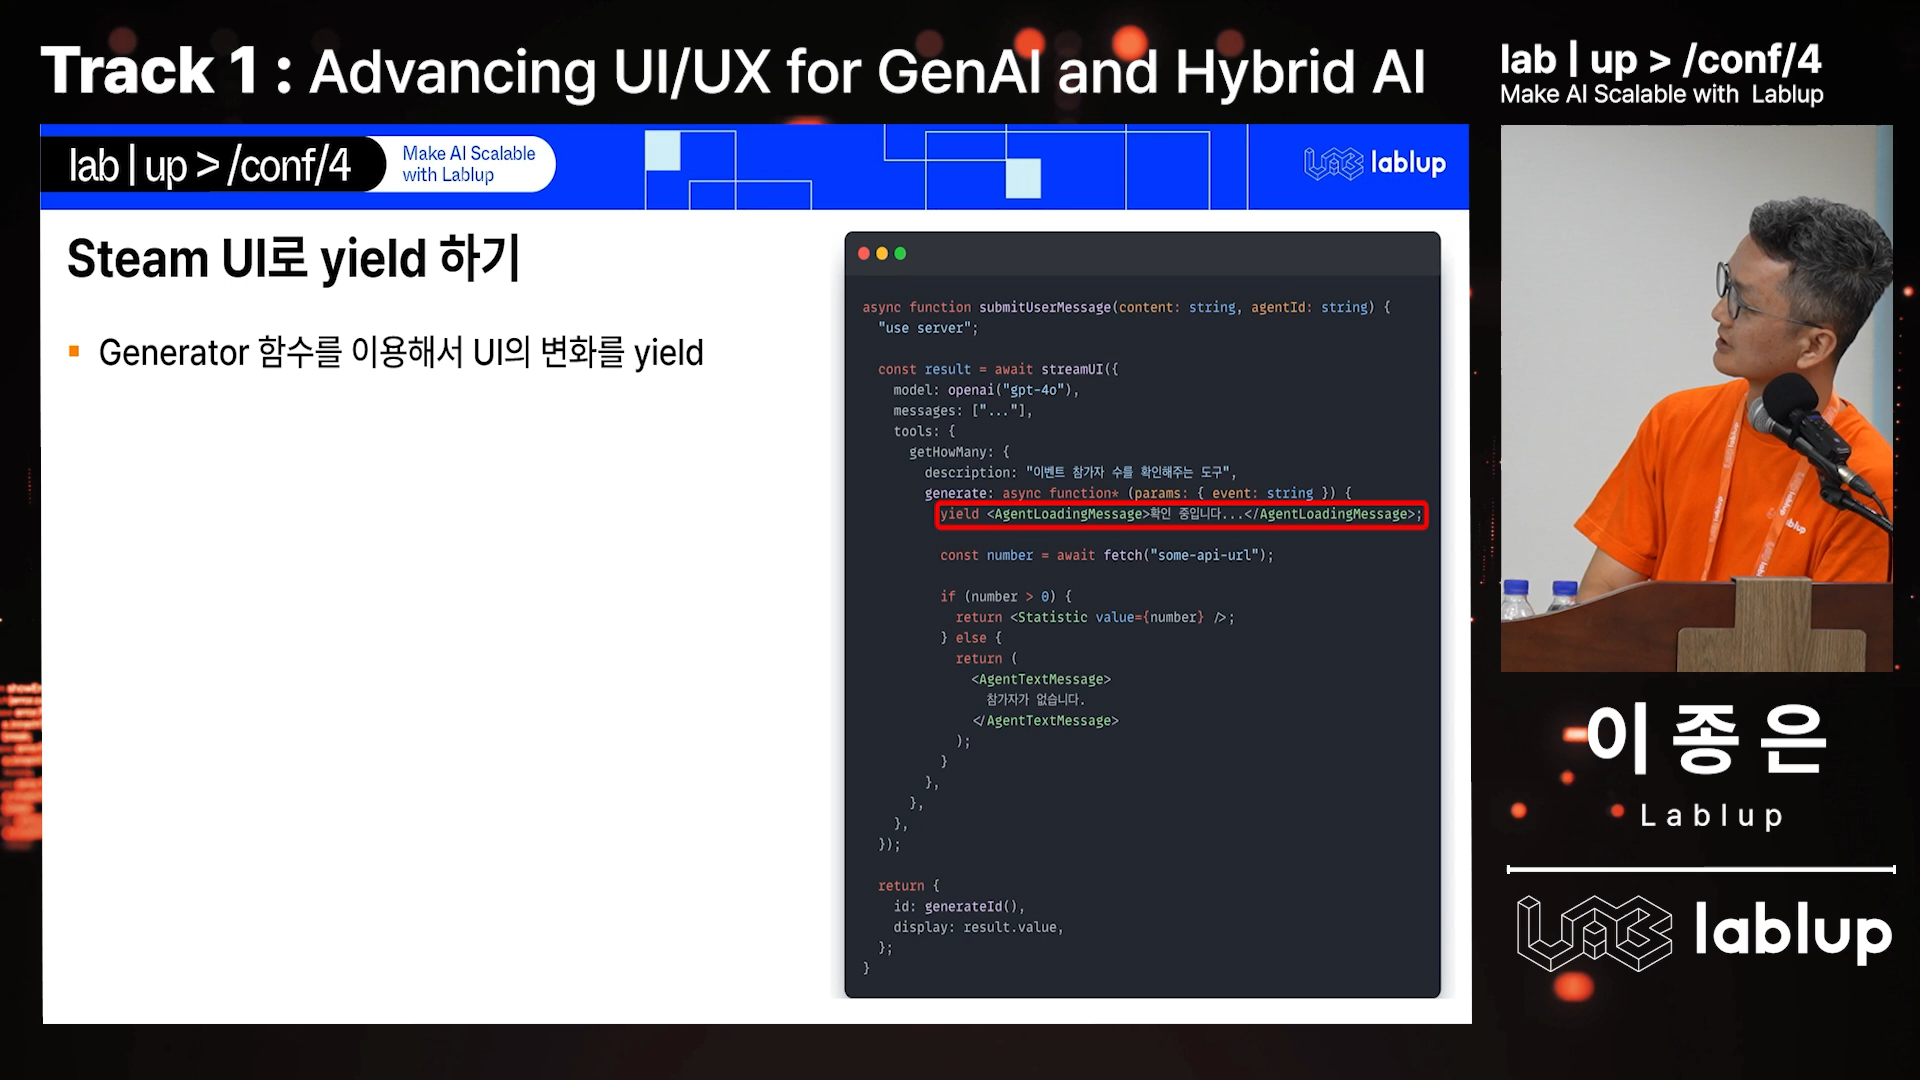 Track 1 : Advancing UI/UX for GenAI and Hybrid AI
lab | up > /conf/4
Make AI Scalable with Lablup
lab | up > /conf/4
Make AI Scalable
with Lablup
lablup
Steam UI로 yield 하기
Generator 함수를 이용해서 UI의 변화를 yield
async function submitUserMessage(content: string, agentId: string) {
"use server";
const result = await streamUI({
model: openai("gpt-4o"),
messages: ["..."],
tools: {
getHowMany: {
description: "이벤트 참가자 수를 확인해주는 도구",
generate: async function* (params: { event: string }) {
yield <AgentLoadingMessage>확인 중입니다...</AgentLoadingMessage>;
const number = await fetch("some-api-url");
if (number > 0) {
return <Statistic value={number} />;
} else {
return (
<AgentTextMessage>
참가자가 없습니다.
</AgentTextMessage>
);
}
},
},
},
});
return {
id: generateId(),
display: result.value,
};
}
이종은
Lablup
lablup